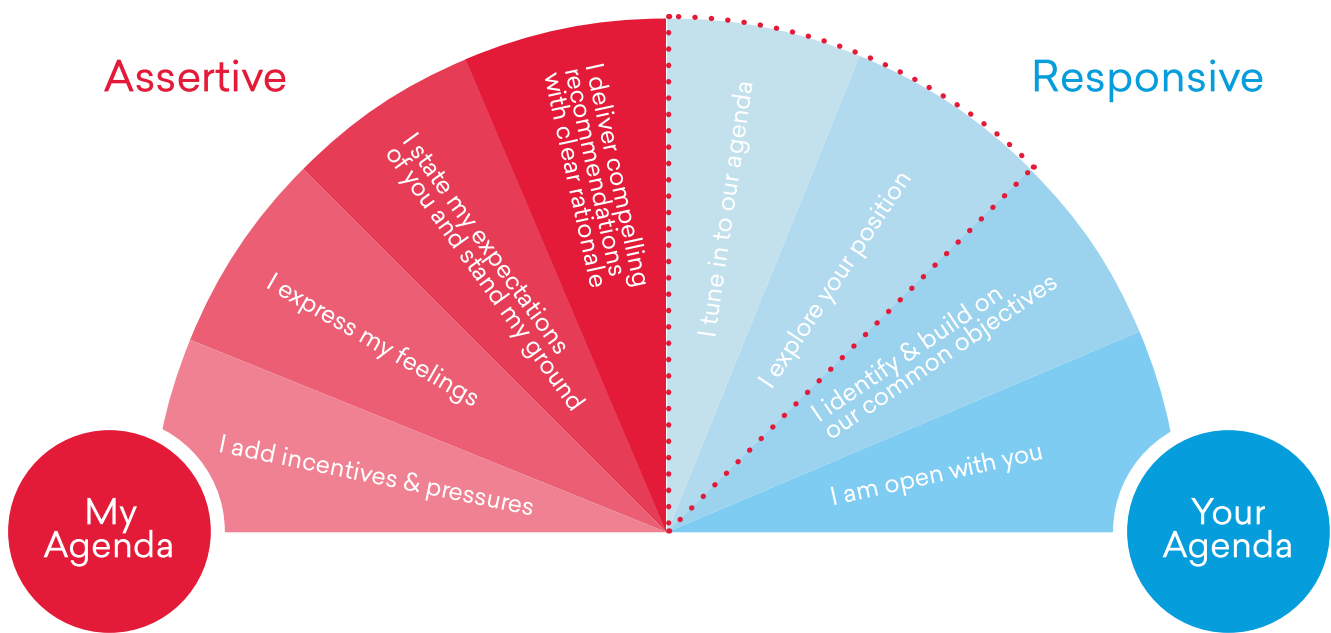 Assertive
Responsive
I add incentives & pressures
I express my feelings
I state my expectations
of you and stand my ground
I deliver compelling
recommendations
with clear rationale
I tune in to our agenda
I explore your position
I identify & build on
our common objectives
I am open with you
My
Agenda
Your
Agenda